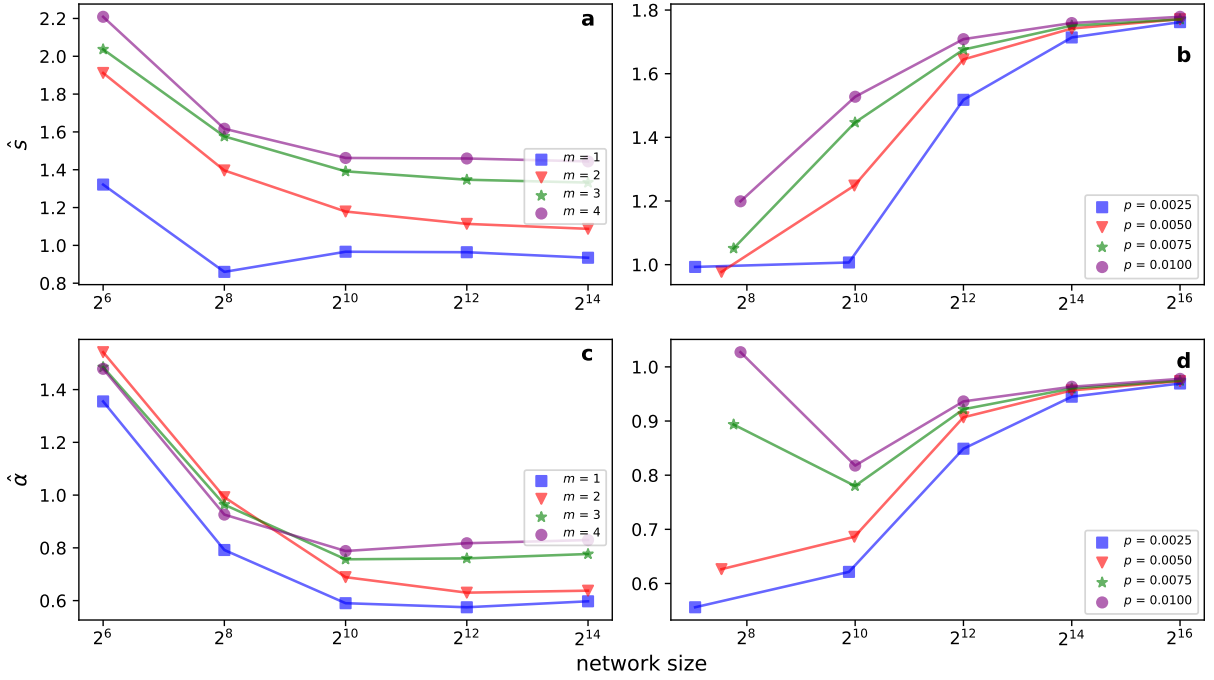 2.2
2.0
1.8
1.6
1.4
1.2
1.0
0.8
ŝ
2^6 2^8 2^10 2^12 2^14
a
m = 1
m = 2
m = 3
m = 4
1.8
1.6
1.4
1.2
1.0
2^8 2^10 2^12 2^14 2^16
b
p = 0.0025
p = 0.0050
p = 0.0075
p = 0.0100
1.4
1.2
1.0
0.8
0.6
α̂
2^6 2^8 2^10 2^12 2^14
c
m = 1
m = 2
m = 3
m = 4
1.0
0.9
0.8
0.7
0.6
2^8 2^10 2^12 2^14 2^16
d
p = 0.0025
p = 0.0050
p = 0.0075
p = 0.0100
network size